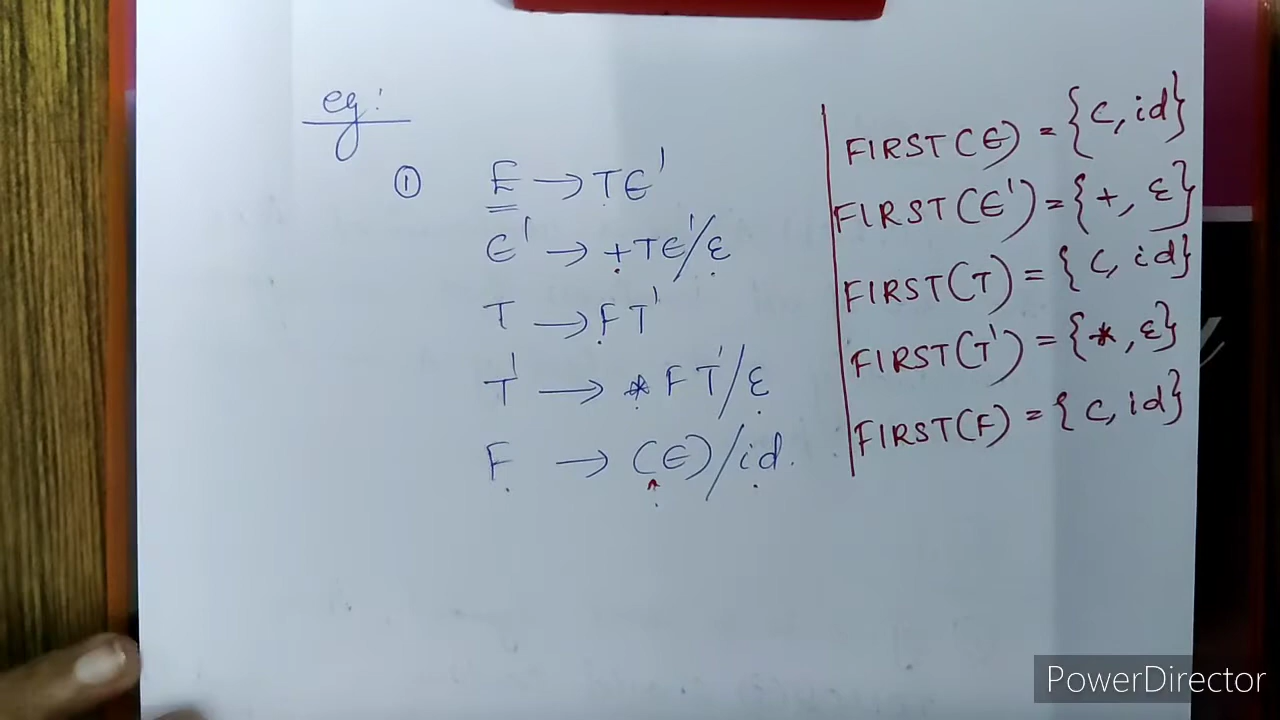 eg:
① E → TE'
E' → +TE'/ε
T → FT'
T' → *FT'/ε
F → (E)/id.
FIRST(E) = {(, id}
FIRST(E') = {+, ε}
FIRST(T) = {(, id}
FIRST(T') = {*, ε}
FIRST(F) = {(, id}
PowerDirector